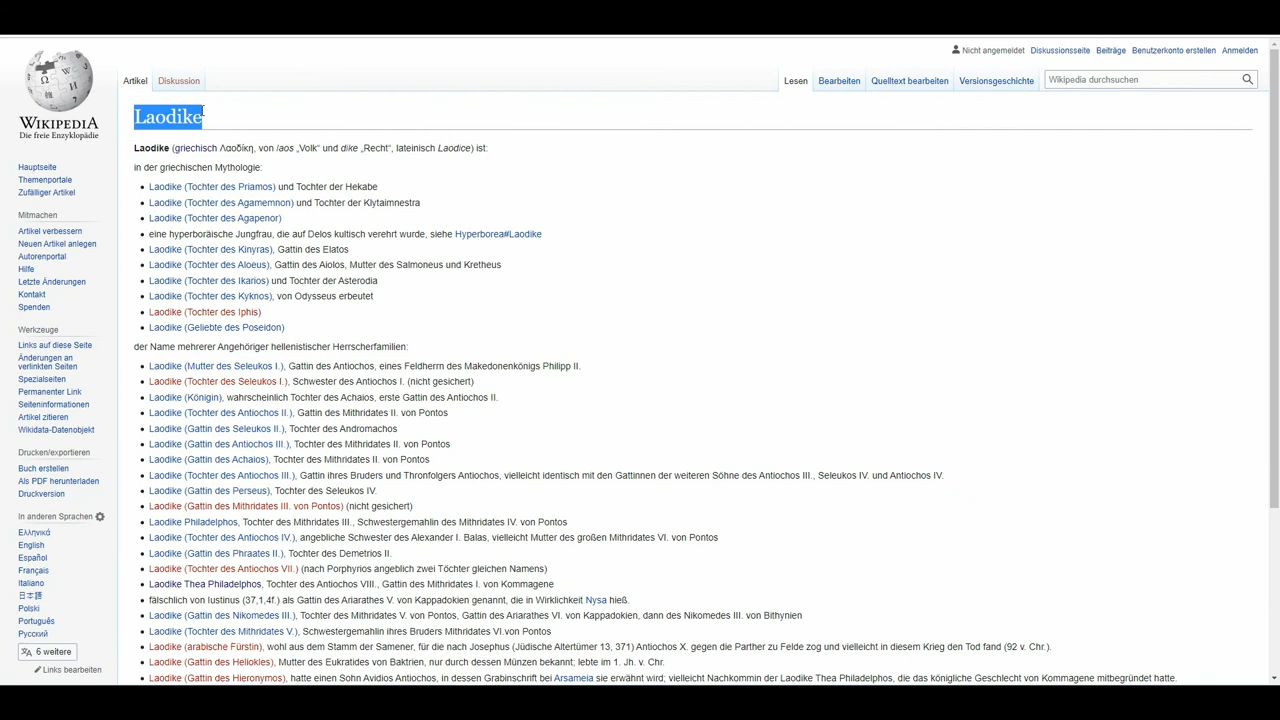 Nicht angemeldet Diskussionsseite Beiträge Benutzerkonto erstellen Anmelden
Artikel Diskussion Lesen Bearbeiten Quelltext bearbeiten Versionsgeschichte Wikipedia durchsuchen
WIKIPEDIA
Die freie Enzyklopädie
Hauptseite
Themenportale
Zufälliger Artikel
Mitmachen
Artikel verbessern
Neuen Artikel anlegen
Autorenportal
Hilfe
Letzte Änderungen
Kontakt
Spenden
Werkzeuge
Links auf diese Seite
Änderungen an
verlinkten Seiten
Spezialseiten
Permanenter Link
Seiteninformationen
Artikel zitieren
Wikidata-Datenobjekt
Drucken/exportieren
Buch erstellen
Als PDF herunterladen
Druckversion
In anderen Sprachen
Ελληνικά
English
Español
Français
Italiano
日本語
Polski
Português
Русский
6 weitere
Links bearbeiten
Laodike
Laodike (griechisch Λαοδίκη, von laos „Volk“ und dike „Recht“, lateinisch Laodice) ist:
in der griechischen Mythologie:
• Laodike (Tochter des Priamos) und Tochter der Hekabe
• Laodike (Tochter des Agamemnon) und Tochter der Klytaimnestra
• Laodike (Tochter des Agapenor)
• eine hyperboräische Jungfrau, die auf Delos kultisch verehrt wurde, siehe Hyperborea#Laodike
• Laodike (Tochter des Kinyras), Gattin des Elatos
• Laodike (Tochter des Aloeus), Gattin des Aiolos, Mutter des Salmoneus und Kretheus
• Laodike (Tochter des Ikarios) und Tochter der Asterodia
• Laodike (Tochter des Kyknos), von Odysseus erbeutet
• Laodike (Tochter des Iphis)
• Laodike (Geliebte des Poseidon)
der Name mehrerer Angehöriger hellenistischer Herrscherfamilien:
• Laodike (Mutter des Seleukos I.), Gattin des Antiochos, eines Feldherrn des Makedonenkönigs Philipp II.
• Laodike (Tochter des Seleukos I.), Schwester des Antiochos I. (nicht gesichert)
• Laodike (Königin), wahrscheinlich Tochter des Achaios, erste Gattin des Antiochos II.
• Laodike (Tochter des Antiochos II.), Gattin des Mithridates II. von Pontos
• Laodike (Gattin des Seleukos II.), Tochter des Andromachos
• Laodike (Gattin des Antiochos III.), Tochter des Mithridates II. von Pontos
• Laodike (Gattin des Achaios), Tochter des Mithridates II. von Pontos
• Laodike (Tochter des Antiochos III.), Gattin ihres Bruders und Thronfolgers Antiochos, vielleicht identisch mit den Gattinnen der weiteren Söhne des Antiochos III., Seleukos IV. und Antiochos IV.
• Laodike (Gattin des Perseus), Tochter des Seleukos IV.
• Laodike (Gattin des Mithridates III. von Pontos) (nicht gesichert)
• Laodike Philadelphos, Tochter des Mithridates III., Schwestergemahlin des Mithridates IV. von Pontos
• Laodike (Tochter des Antiochos IV.), angebliche Schwester des Alexander I. Balas, vielleicht Mutter des großen Mithridates VI. von Pontos
• Laodike (Gattin des Phraates II.), Tochter des Demetrios II.
• Laodike (Tochter des Antiochos VII.) (nach Porphyrios angeblich zwei Töchter gleichen Namens)
• Laodike Thea Philadelphos, Tochter des Antiochos VIII., Gattin des Mithridates I. von Kommagene
• fälschlich von Iustinus (37,1,4f.) als Gattin des Ariarathes V. von Kappadokien genannt, die in Wirklichkeit Nysa hieß.
• Laodike (Gattin des Nikomedes III.), Tochter des Mithridates V. von Pontos, Gattin des Ariarathes VI. von Kappadokien, dann des Nikomedes III. von Bithynien
• Laodike (Tochter des Mithridates V.), Schwestergemahlin ihres Bruders Mithridates VI.von Pontos
• Laodike (arabische Fürstin), wohl aus dem Stamm der Samener, für die nach Josephus (Jüdische Altertümer 13, 371) Antiochos X. gegen die Parther zu Felde zog und vielleicht in diesem Krieg den Tod fand (92 v. Chr.).
• Laodike (Gattin des Heliokles), Mutter des Eukratides von Baktrien, nur durch dessen Münzen bekannt; lebte im 1. Jh. v. Chr.
• Laodike (Gattin des Hieronymos), hatte einen Sohn Avidios Antiochos, in dessen Grabinschrift bei Arsameia sie erwähnt wird; vielleicht Nachkommin der Laodike Thea Philadelphos, die das königliche Geschlecht von Kommagene mitbegründet hatte.